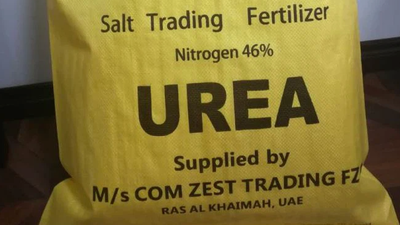 Salt Trading Fertilizer
Nitrogen 46%
UREA
Supplied by
M/s COM ZEST TRADING FZ
RAS AL KHAIMAH, UAE